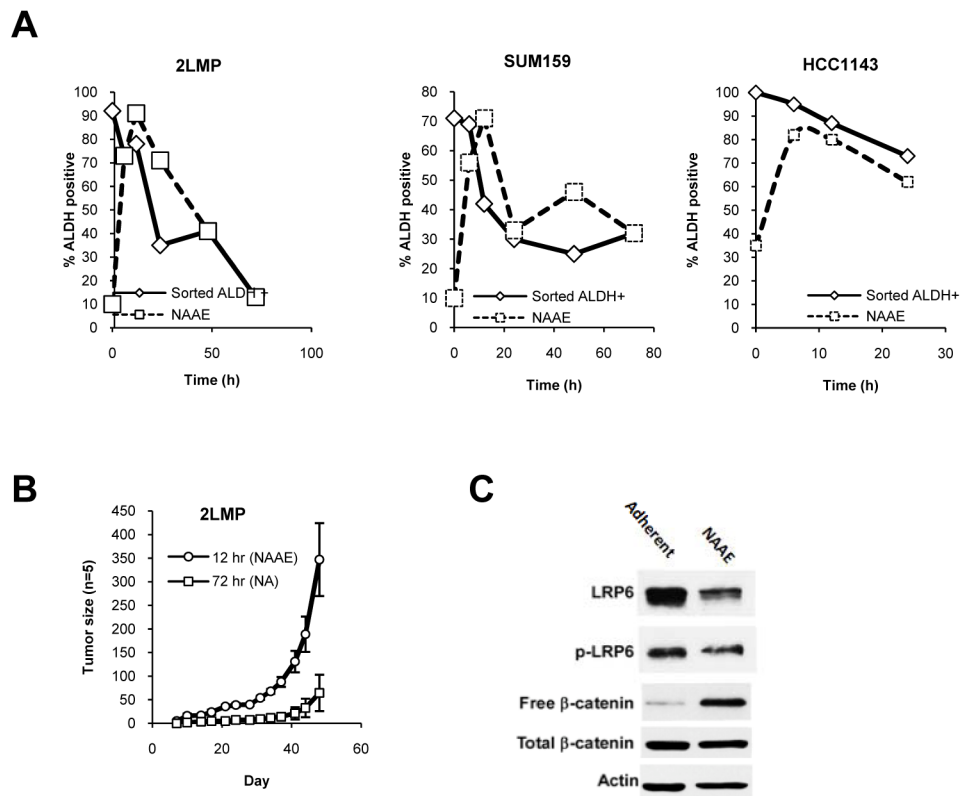 A
2LMP
% ALDH positive
100
90
80
70
60
50
40
30
20
10
0
Sorted ALDH+
NAAE
0
50
100
Time (h)
SUM159
% ALDH positive
80
70
60
50
40
30
20
10
0
Sorted ALDH+
NAAE
0
20
40
60
80
Time (h)
HCC1143
% ALDH positive
100
90
80
70
60
50
40
30
20
10
0
Sorted ALDH+
NAAE
0
10
20
30
Time (h)
B
2LMP
Tumor size (n=5)
450
400
350
300
250
200
150
100
50
0
12 hr (NAAE)
72 hr (NA)
0
20
40
60
Day
C
Adherent
NAAE
LRP6
p-LRP6
Free β-catenin
Total β-catenin
Actin